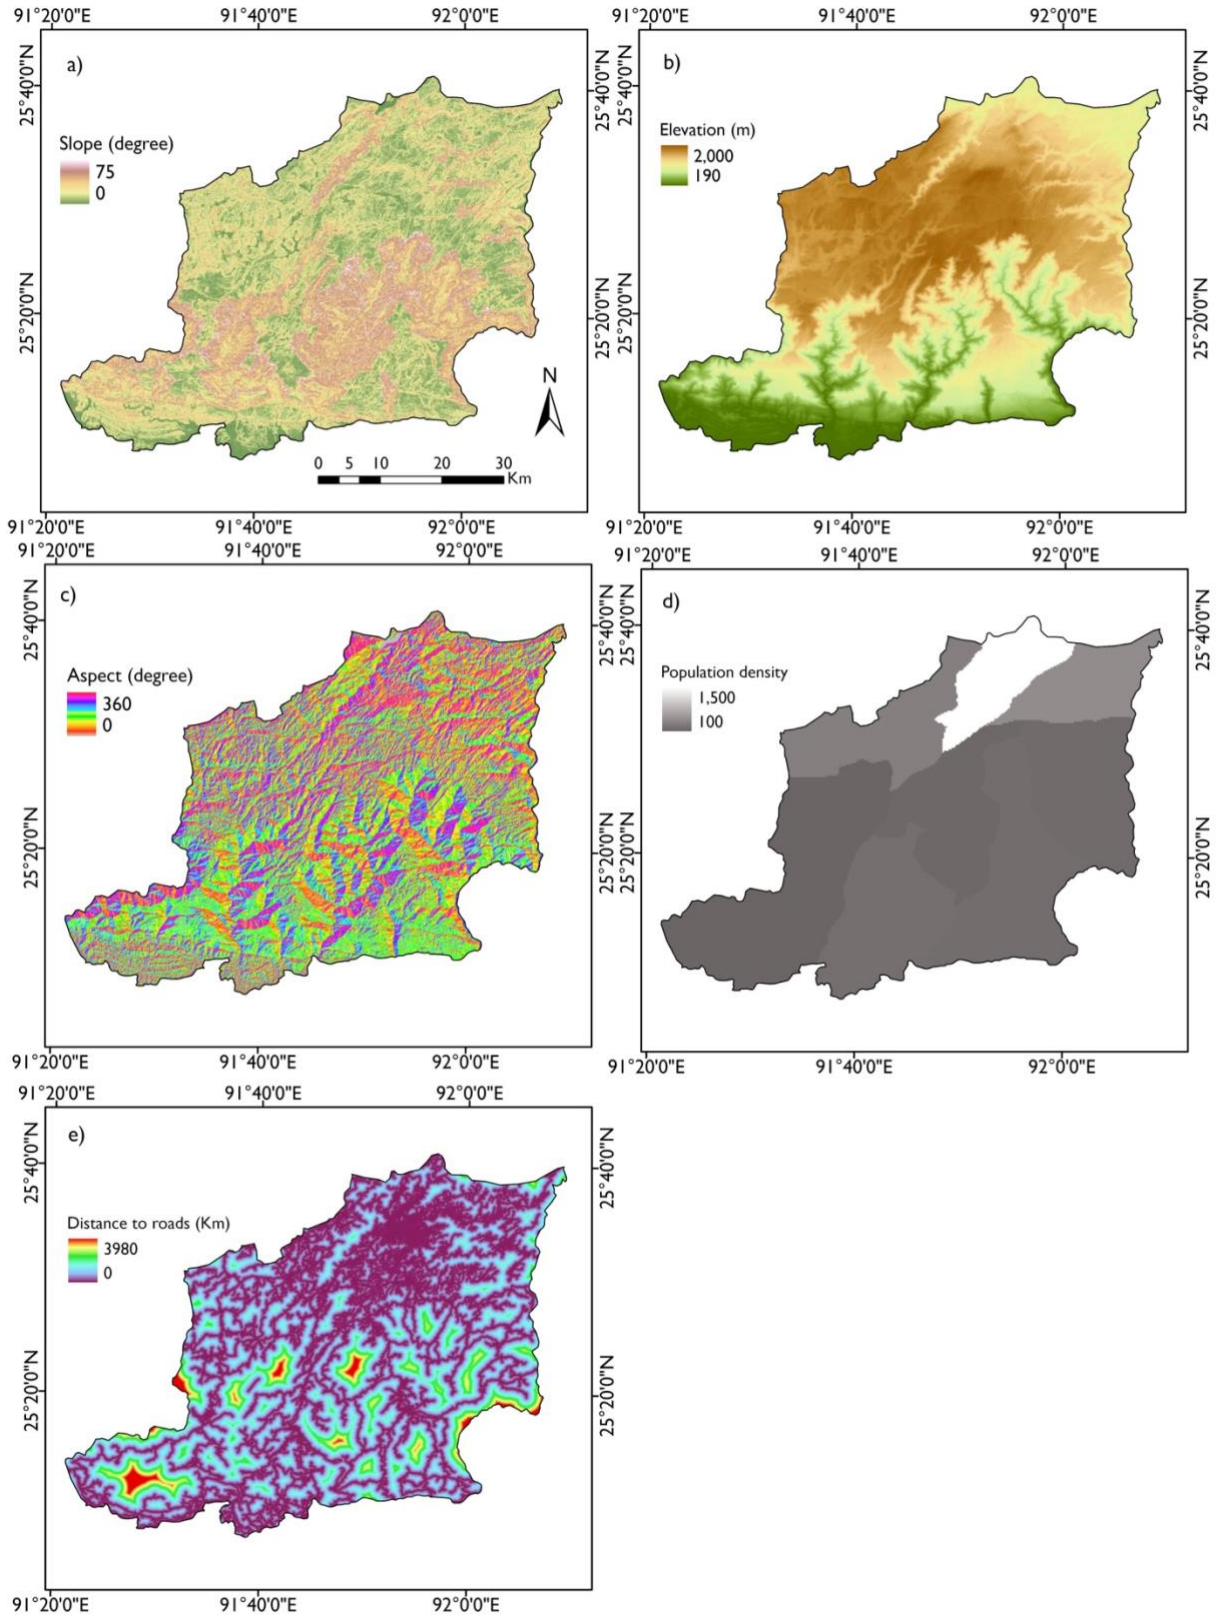 91°20'0"E 91°40'0"E 92°0'0"E
a)
25°40'0"N 25°40'0"N
Slope (degree)
75
0
25°20'0"N 25°20'0"N
N
0 5 10 20 30
Km
91°20'0"E 91°40'0"E 92°0'0"E
91°20'0"E 91°40'0"E 92°0'0"E
b)
25°40'0"N 25°40'0"N
Elevation (m)
2,000
190
25°20'0"N 25°20'0"N
91°20'0"E 91°40'0"E 92°0'0"E
91°20'0"E 91°40'0"E 92°0'0"E
c)
25°40'0"N 25°40'0"N
Aspect (degree)
360
0
25°20'0"N 25°20'0"N
91°20'0"E 91°40'0"E 92°0'0"E
91°20'0"E 91°40'0"E 92°0'0"E
d)
25°40'0"N 25°40'0"N
Population density
1,500
100
25°20'0"N 25°20'0"N
91°20'0"E 91°40'0"E 92°0'0"E
91°20'0"E 91°40'0"E 92°0'0"E
e)
25°40'0"N 25°40'0"N
Distance to roads (Km)
3980
0
25°20'0"N 25°20'0"N
91°20'0"E 91°40'0"E 92°0'0"E